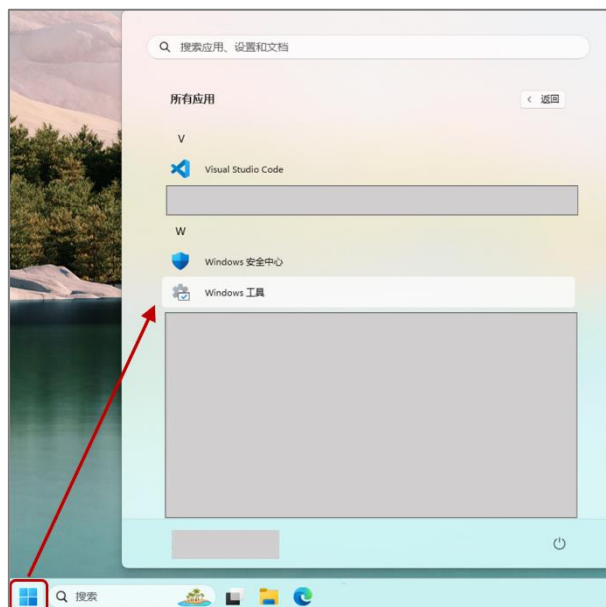 搜索应用、设置和文档
所有应用
返回
V
Visual Studio Code
W
Windows 安全中心
Windows 工具
搜索